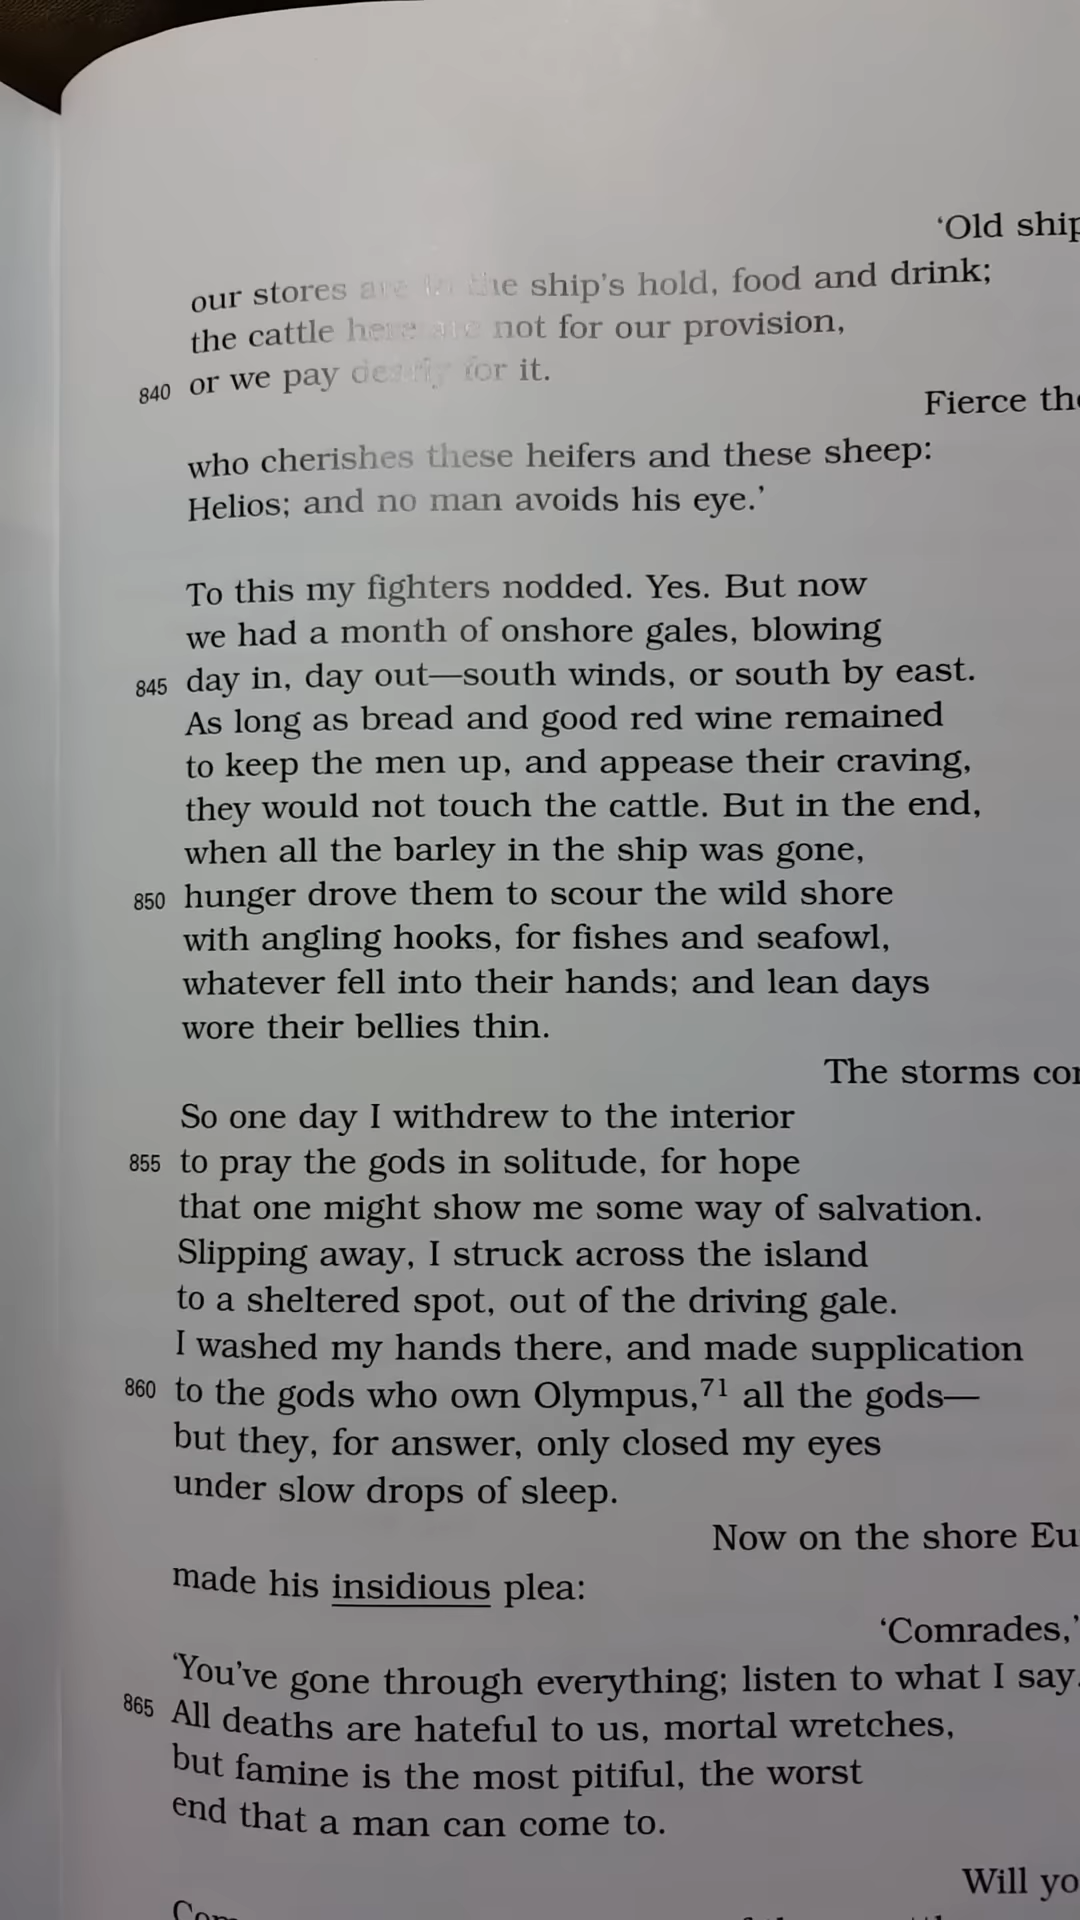 'Old ship
our stores are in the ship's hold, food and drink;
the cattle here are not for our provision,
840 or we pay dearly for it.
Fierce the
who cherishes these heifers and these sheep:
Helios; and no man avoids his eye.'
To this my fighters nodded. Yes. But now
we had a month of onshore gales, blowing
845 day in, day out—south winds, or south by east.
As long as bread and good red wine remained
to keep the men up, and appease their craving,
they would not touch the cattle. But in the end,
when all the barley in the ship was gone,
850 hunger drove them to scour the wild shore
with angling hooks, for fishes and seafowl,
whatever fell into their hands; and lean days
wore their bellies thin.
The storms con
So one day I withdrew to the interior
855 to pray the gods in solitude, for hope
that one might show me some way of salvation.
Slipping away, I struck across the island
to a sheltered spot, out of the driving gale.
I washed my hands there, and made supplication
860 to the gods who own Olympus,71 all the gods—
but they, for answer, only closed my eyes
under slow drops of sleep.
Now on the shore Eu
made his insidious plea:
'Comrades,'
'You've gone through everything; listen to what I say.
865 All deaths are hateful to us, mortal wretches,
but famine is the most pitiful, the worst
end that a man can come to.
Will yo